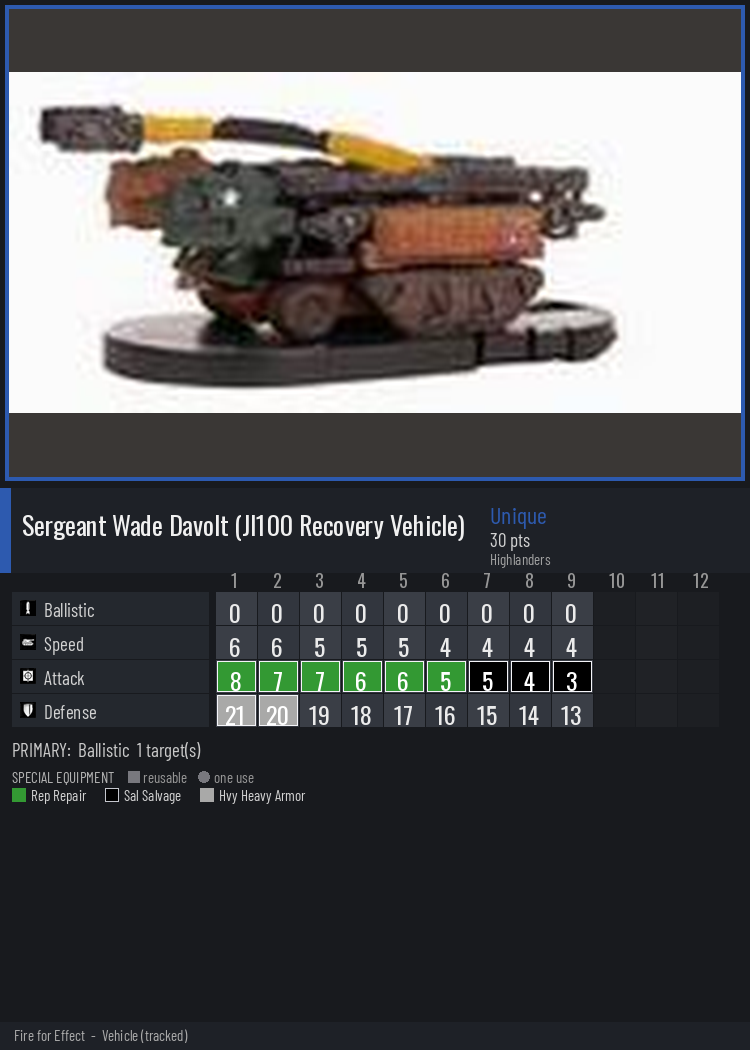 Sergeant Wade Davolt (JI100 Recovery Vehicle)
Unique
30 pts
Highlanders
1 2 3 4 5 6 7 8 9 10 11 12
Ballistic 0 0 0 0 0 0 0 0 0
Speed 6 6 5 5 5 4 4 4 4
Attack 8 7 7 6 6 5 5 4 3
Defense 21 20 19 18 17 16 15 14 13
PRIMARY: Ballistic 1 target(s)
SPECIAL EQUIPMENT reusable one use
Rep Repair Sal Salvage Hvy Heavy Armor
Fire for Effect - Vehicle (tracked)